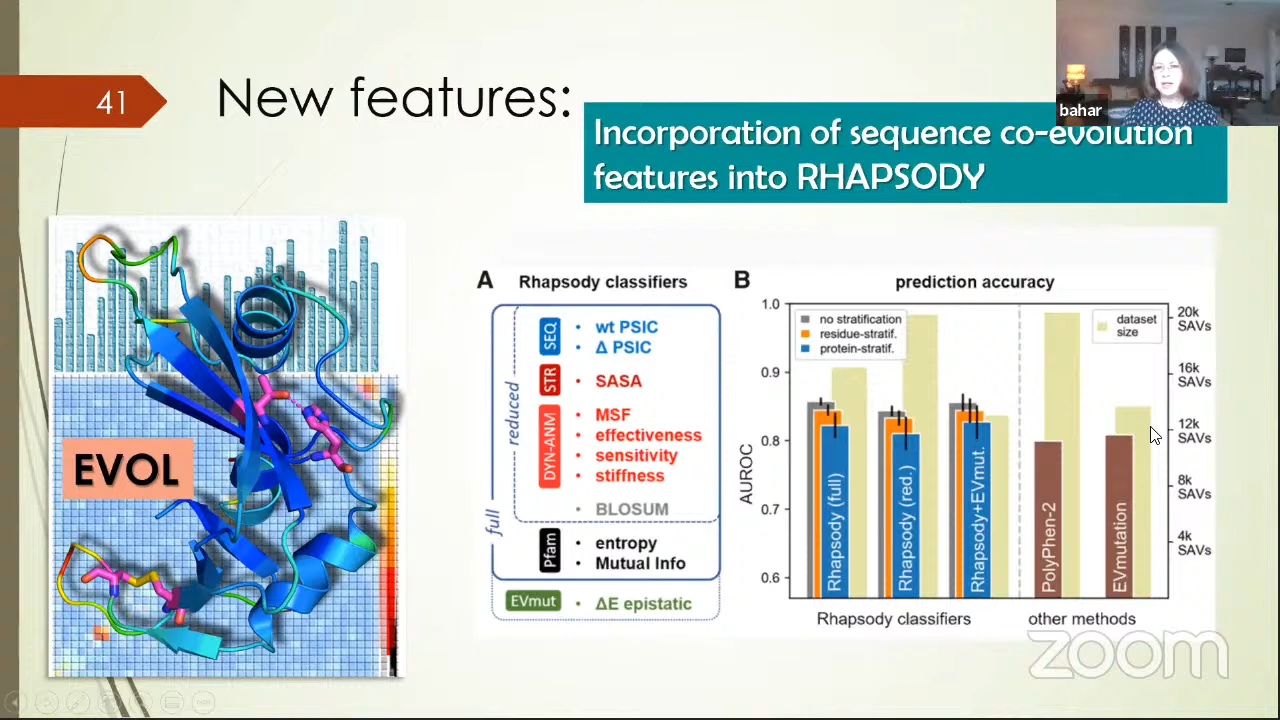 41
New features:
bahar
Incorporation of sequence co-evolution
features into RHAPSODY
EVOL
A
Rhapsody classifiers
SEQ
• wt PSIC
• Δ PSIC
STR
• SASA
DYN-ANM
• MSF
• effectiveness
• sensitivity
• stiffness
• BLOSUM
reduced
full
Pfam
• entropy
• Mutual Info
EVmut
• ΔE epistatic
B
prediction accuracy
AUROC
1.0
0.9
0.8
0.7
0.6
no stratification
residue-stratif.
protein-stratif.
dataset
size
20k
SAVs
16k
SAVs
12k
SAVs
8k
SAVs
4k
SAVs
Rhapsody (full)
Rhapsody (red.)
Rhapsody+EVmut.
PolyPhen-2
EVmutation
Rhapsody classifiers
other methods
zoom